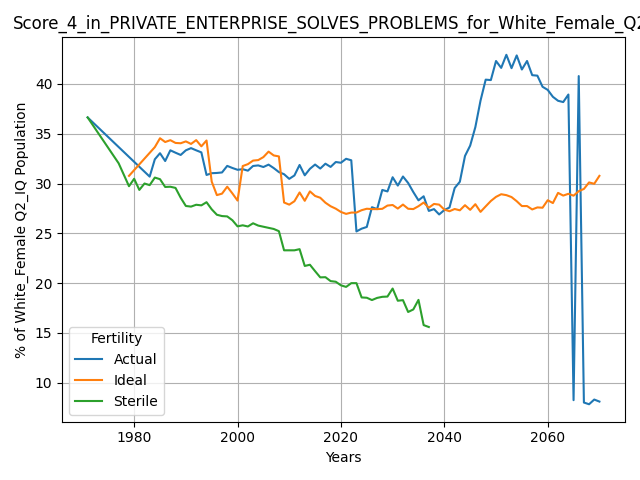 Score_4_in_PRIVATE_ENTERPRISE_SOLVES_PROBLEMS_for_White_Female_Q2
% of White_Female Q2_IQ Population
40
35
30
25
20
15
10
Fertility
Actual
Ideal
Sterile
1980
2000
2020
2040
2060
Years